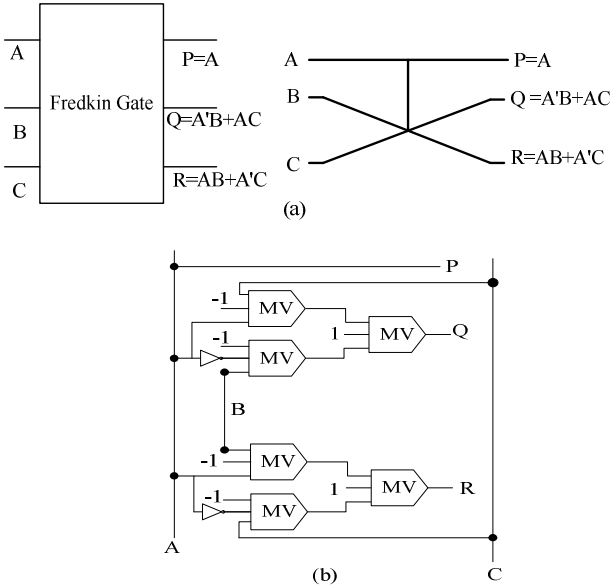 A
P=A
Fredkin Gate
B
Q=A'B+AC
C
R=AB+A'C
A
P=A
B
Q =A'B+AC
C
R=AB+A'C
(a)
P
-1
MV
-1
1
MV
Q
MV
B
-1
MV
-1
1
MV
R
MV
A
(b)
C